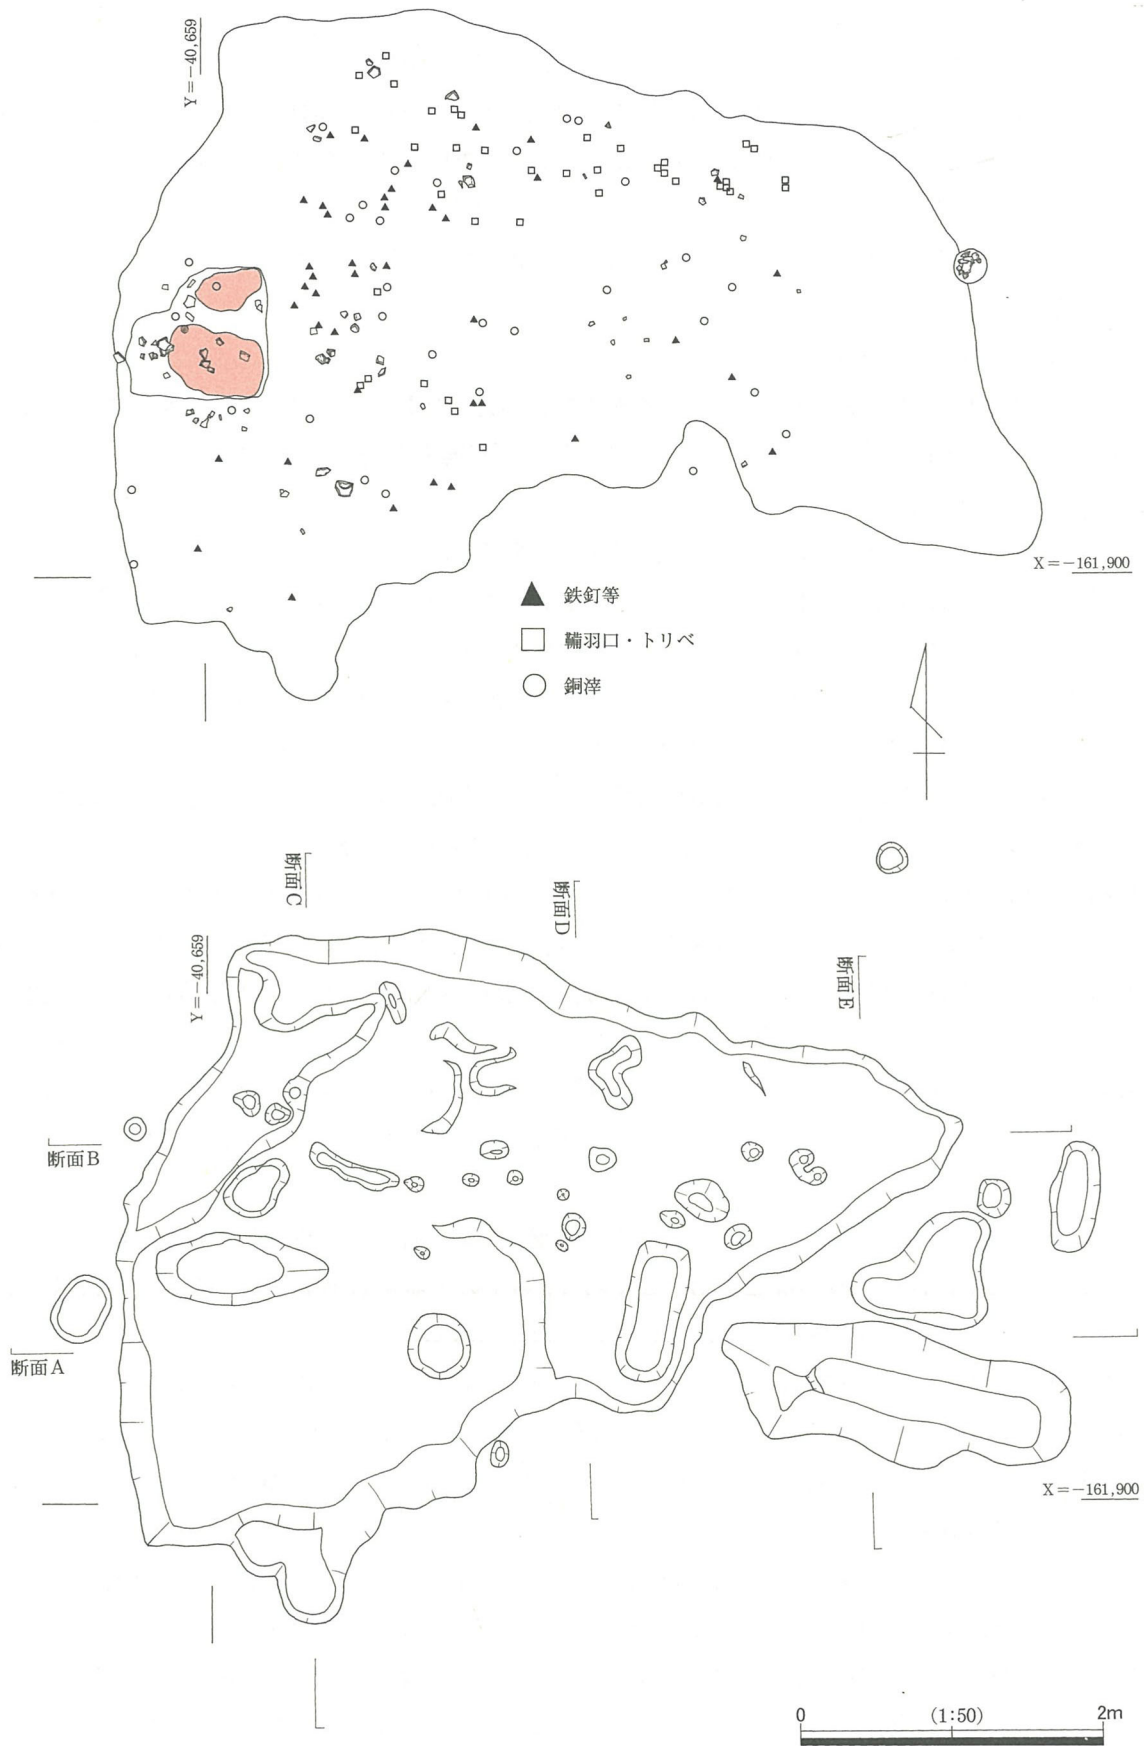 Y=−40,659
X=−161,900
▲ 鉄釘等
□ 鞴羽口・トリベ
○ 銅滓
断面C
断面D
断面E
Y=−40,659
断面B
断面A
X=−161,900
0 (1:50) 2m